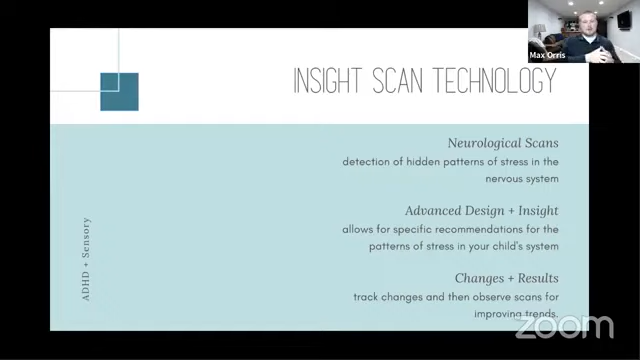 Max Orris
INSIGHT SCAN TECHNOLOGY
Neurological Scans
detection of hidden patterns of stress in the
nervous system
Advanced Design + Insight
allows for specific recommendations for the
patterns of stress in your child's system
Changes + Results
track changes and then observe scans for
improving trends.
ADHD + Sensory
zoom